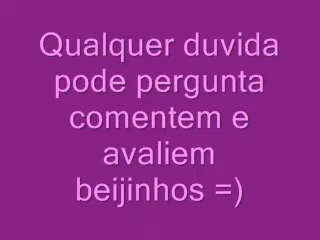 Qualquer duvida
pode pergunta
comentem e
avaliem
beijinhos =)